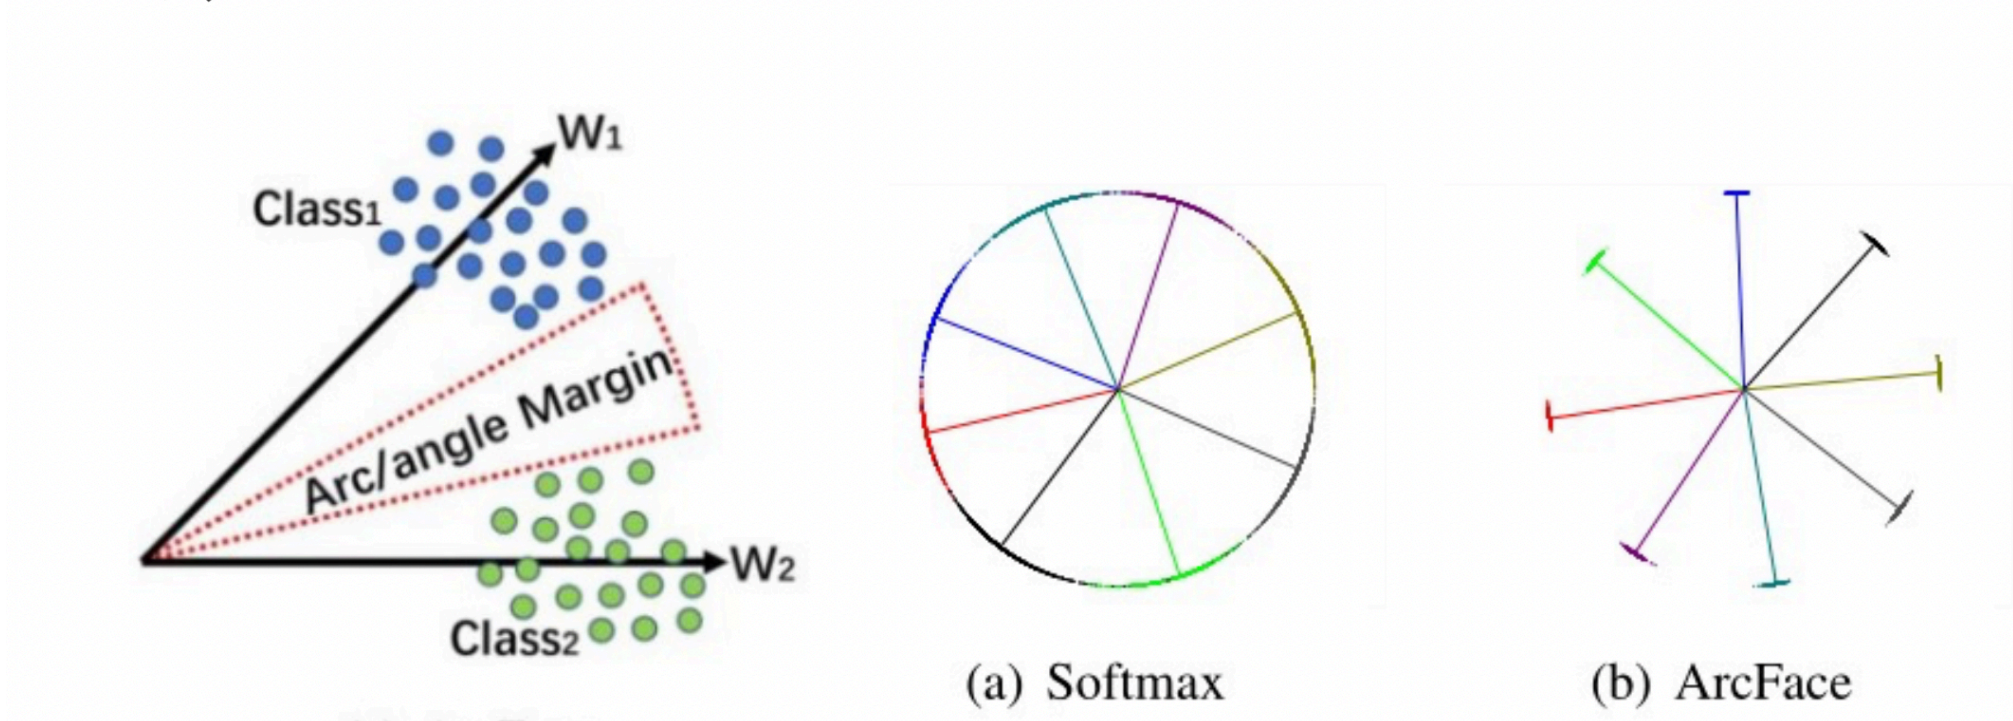 W1
Class1
Arc/angle Margin
W2
Class2
(a) Softmax
(b) ArcFace